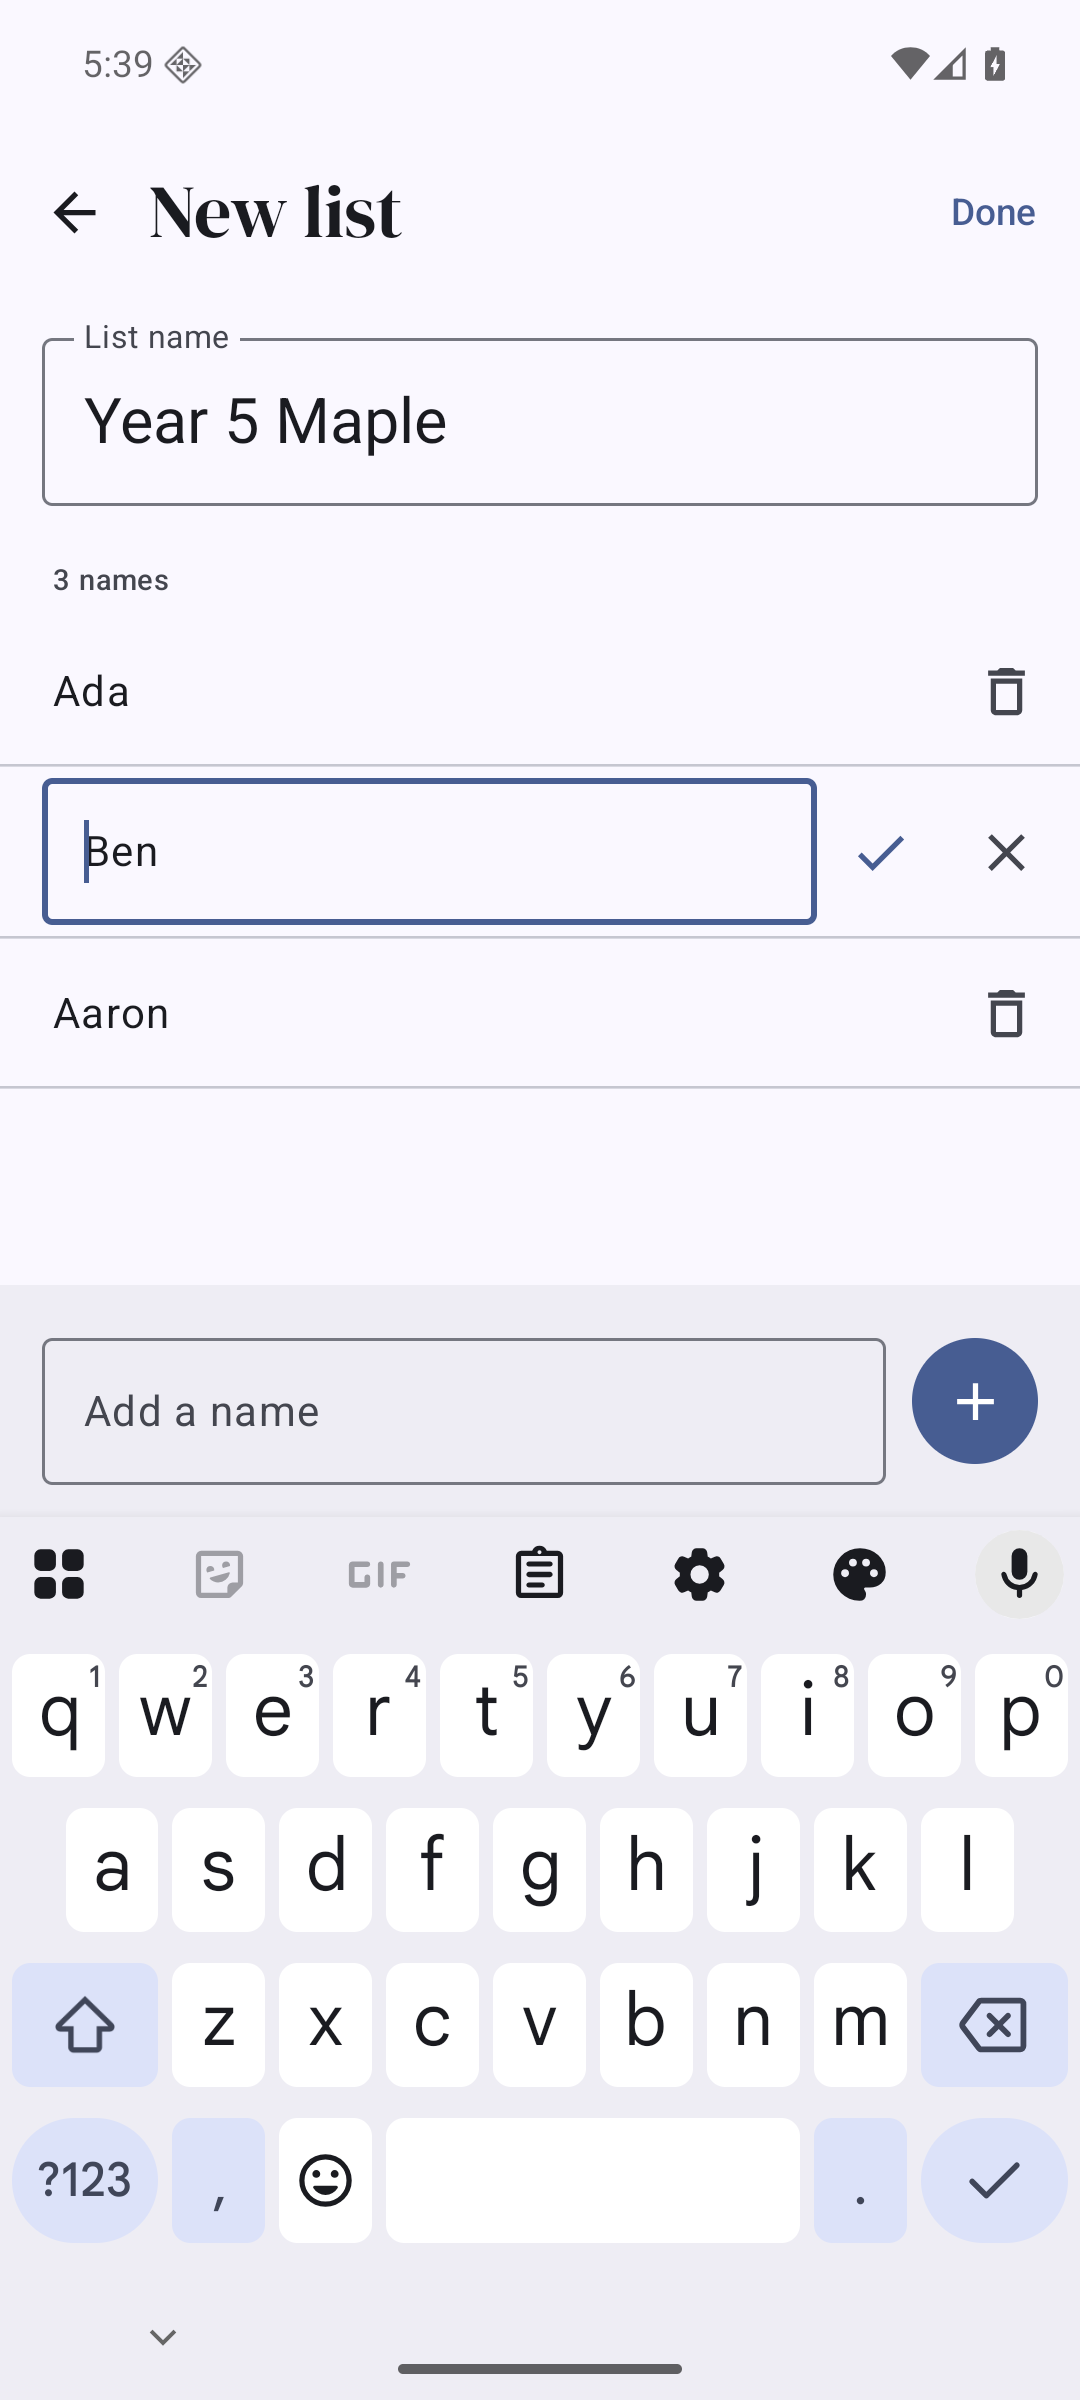 5:39
New list
Done
List name
Year 5 Maple
3 names
Ada
Ben
Aaron
Add a name
GIF
q1 w2 e3 r4 t5 y6 u7 i8 o9 p0
a s d f g h j k l
z x c v b n m
?123 , .